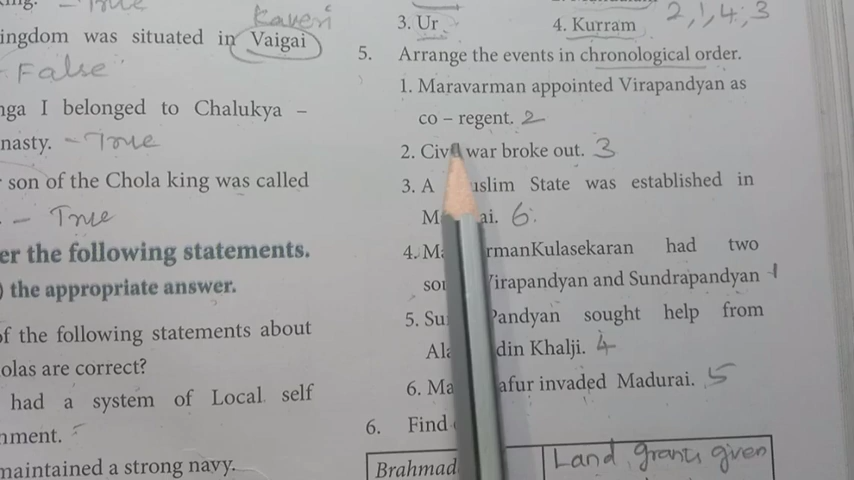 ingdom was situated in Vaigai
Kaveri
- False
nga I belonged to Chalukya –
nasty. - True
son of the Chola king was called
- True
er the following statements.
) the appropriate answer.
of the following statements about
olas are correct?
had a system of Local self
nment.
maintained a strong navy.
3. Ur
4. Kurram
2, 1, 4, 3
5. Arrange the events in chronological order.
1. Maravarman appointed Virapandyan as
co – regent. 2
2. Civ war broke out. 3
3. A uslim State was established in
M ai. 6
4. Ma rmanKulasekaran had two
so Virapandyan and Sundrapandyan 1
5. Su Pandyan sought help from
Ala din Khalji. 4
6. Ma afur invaded Madurai. 5
6. Find
Brahmad
Land grants given